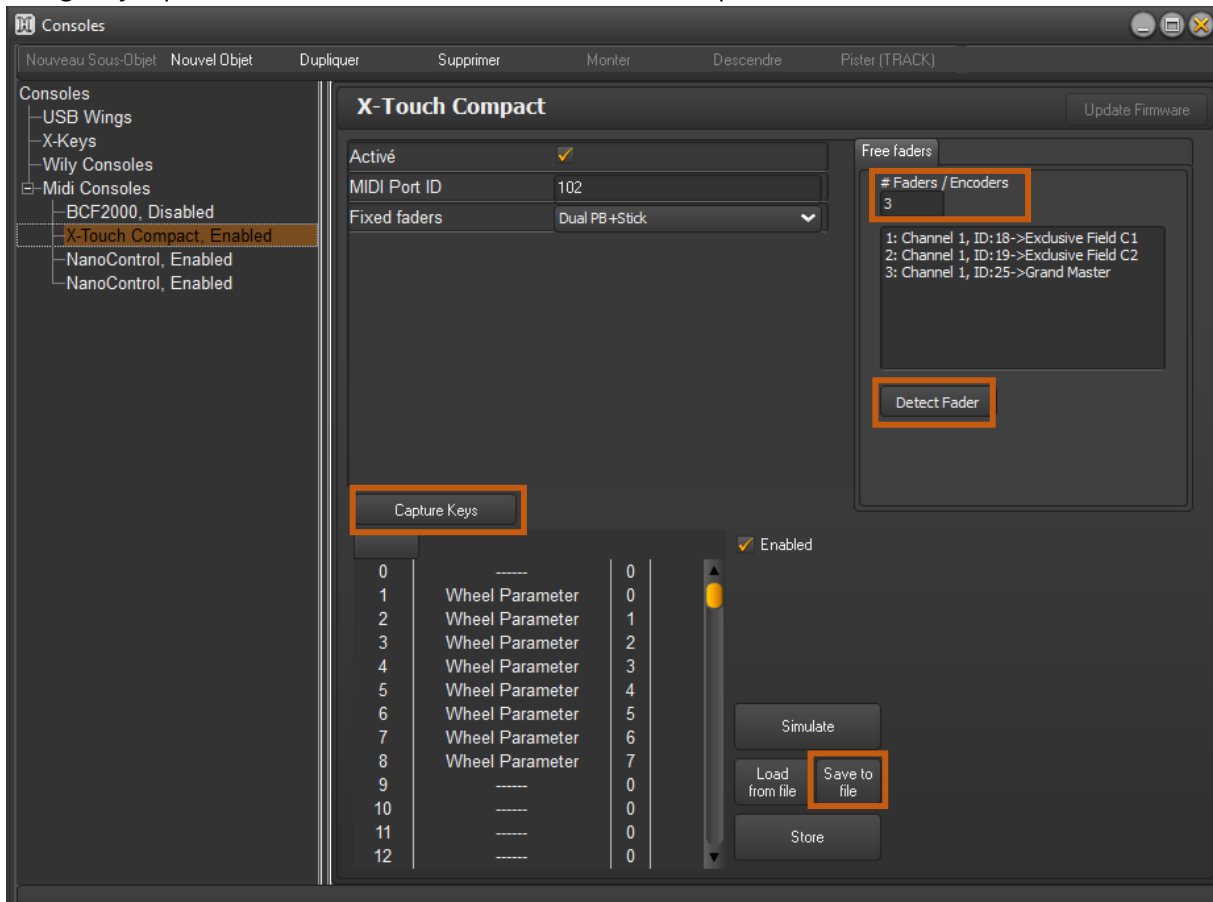 Consoles
Nouveau Sous-Objet Nouvel Objet Dupliquer Supprimer Monter Descendre Pister (TRACK)
Consoles
USB Wings
X-Keys
Wily Consoles
Midi Consoles
BCF2000, Disabled
X-Touch Compact, Enabled
NanoControl, Enabled
NanoControl, Enabled
X-Touch Compact
Update Firmware
Activé
MIDI Port ID 102
Fixed faders Dual PB+Stick
Free faders
# Faders / Encoders
3
1: Channel 1, ID:18->Exclusive Field C1
2: Channel 1, ID:19->Exclusive Field C2
3: Channel 1, ID:25->Grand Master
Detect Fader
Capture Keys
Enabled
0 ------ 0
1 Wheel Parameter 0
2 Wheel Parameter 1
3 Wheel Parameter 2
4 Wheel Parameter 3
5 Wheel Parameter 4
6 Wheel Parameter 5
7 Wheel Parameter 6
8 Wheel Parameter 7
9 ------ 0
10 ------ 0
11 ------ 0
12 ------ 0
Simulate
Load from file
Save to file
Store